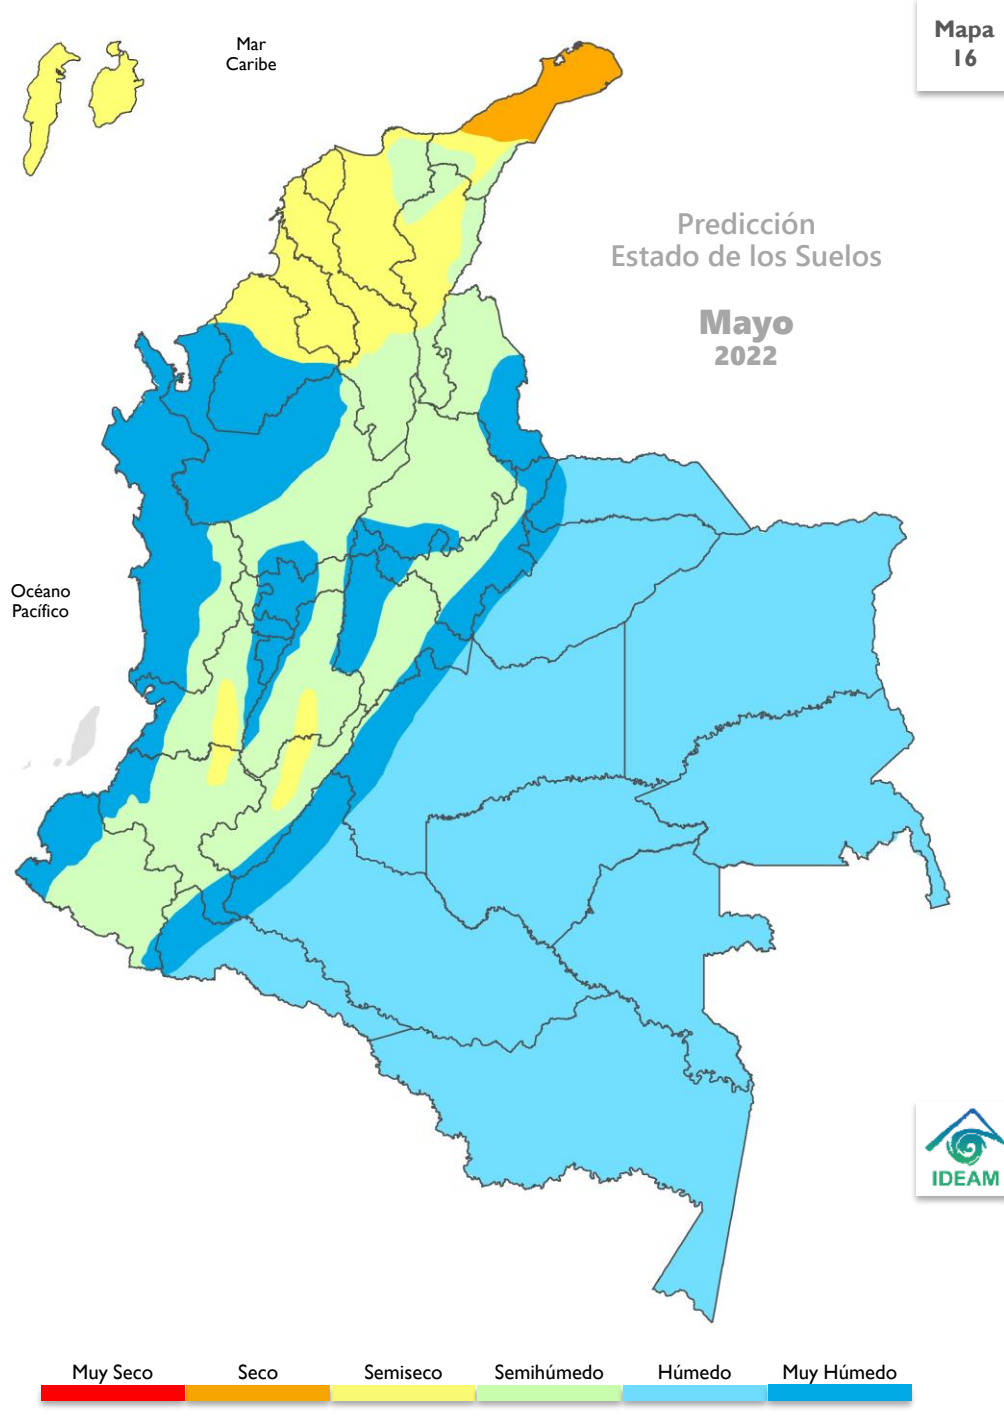 Mapa
16
Mar
Caribe
Predicción
Estado de los Suelos
Mayo
2022
Océano
Pacífico
IDEAM
Muy Seco
Seco
Semiseco
Semihúmedo
Húmedo
Muy Húmedo